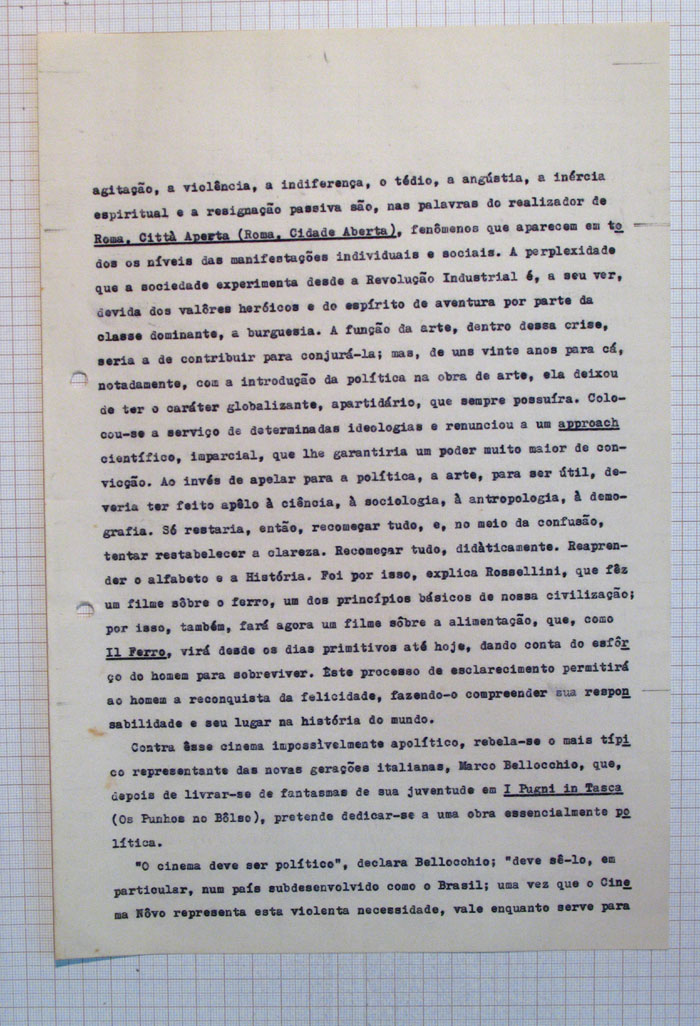 agitação, a violência, a indiferença, o tédio, a angústia, a inércia
espiritual e a resignação passiva são, nas palavras do realizador de
Roma, Città Aperta (Roma, Cidade Aberta), fenômenos que aparecem em to
dos os níveis das manifestações individuais e sociais. A perplexidade
que a sociedade experimenta desde a Revolução Industrial é, a seu ver,
devida dos valôres heróicos e do espírito de aventura por parte da
classe dominante, a burguesia. A função da arte, dentro dessa crise,
seria a de contribuir para conjurá-la; mas, de uns vinte anos para cá,
notadamente, com a introdução da política na obra de arte, ela deixou
de ter o caráter globalizante, apartidário, que sempre possuíra. Colo-
cou-se a serviço de determinadas ideologias e renunciou a um approach
científico, imparcial, que lhe garantiria um poder muito maior de con-
vicção. Ao invés de apelar para a política, a arte, para ser útil, de-
veria ter feito apêlo à ciência, à sociologia, à antropologia, à demo-
grafia. Só restaria, então, recomeçar tudo, e, no meio da confusão,
tentar restabelecer a clareza. Recomeçar tudo, didàticamente. Reapren-
der o alfabeto e a História. Foi por isso, explica Rossellini, que fêz
um filme sôbre o ferro, um dos princípios básicos de nossa civilização;
por isso, também, fará agora um filme sôbre a alimentação, que, como
Il Ferro, virá desde os dias primitivos até hoje, dando conta do esfôr
ço do homem para sobreviver. Êste processo de esclarecimento permitirá
ao homem a reconquista da felicidade, fazendo-o compreender sua respon
sabilidade e seu lugar na história do mundo.
Contra êsse cinema impossìvelmente apolítico, rebela-se o mais típi
co representante das novas gerações italianas, Marco Bellocchio, que,
depois de livrar-se de fantasmas de sua juventude em I Pugni in Tasca
(Os Punhos no Bôlso), pretende dedicar-se a uma obra essencialmente po
lítica.
"O cinema deve ser político", declara Bellocchio; "deve sê-lo, em
particular, num país subdesenvolvido como o Brasil; uma vez que o Cine
ma Nôvo representa esta violenta necessidade, vale enquanto serve para